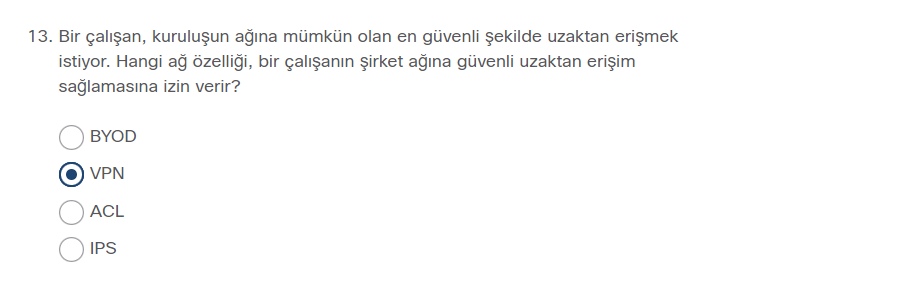 13. Bir çalışan, kuruluşun ağına mümkün olan en güvenli şekilde uzaktan erişmek
istiyor. Hangi ağ özelliği, bir çalışanın şirket ağına güvenli uzaktan erişim
sağlamasına izin verir?
BYOD
VPN
ACL
IPS